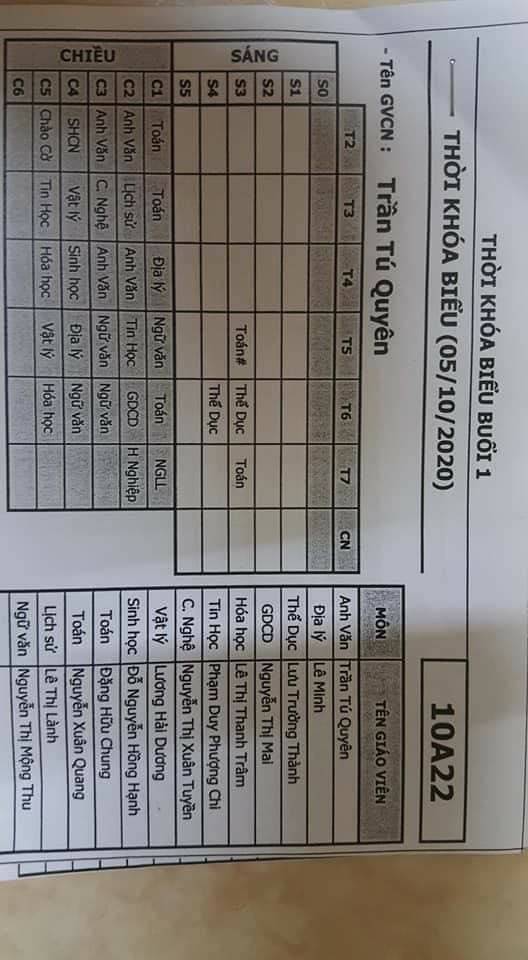 THỜI KHÓA BIỂU BUỔI 1
THỜI KHÓA BIỂU (05/10/2020)
10A22
- Tên GVCN : Trần Tú Quyên
T2 T3 T4 T5 T6 T7 CN
SÁNG
S0
S1
S2
S3 Toán# Thể Dục Toán
S4 Thể Dục
S5
CHIỀU
C1 Toán Toán Địa lý Ngữ văn Toán NGLL
C2 Anh Văn Lịch sử Anh Văn Tin Học GDCD H Nghiệp
C3 Anh Văn C. Nghệ Anh Văn Ngữ văn Ngữ văn
C4 SHCN Vật lý Sinh học Địa lý Ngữ văn
C5 Chào Cờ Tin Học Hóa học Vật lý Hóa học
C6
MÔN TÊN GIÁO VIÊN
Anh Văn Trần Tú Quyên
Địa lý Lê Minh
Thể Dục Lưu Trường Thành
GDCD Nguyễn Thị Mai
Hóa học Lê Thị Thanh Trâm
Tin Học Phạm Duy Phượng Chi
C. Nghệ Nguyễn Thị Xuân Tuyền
Vật lý Lương Hải Dương
Sinh học Đỗ Nguyễn Hồng Hạnh
Toán Đặng Hữu Chung
Toán Nguyễn Xuân Quang
Lịch sử Lê Thị Lành
Ngữ văn Nguyễn Thị Mộng Thu